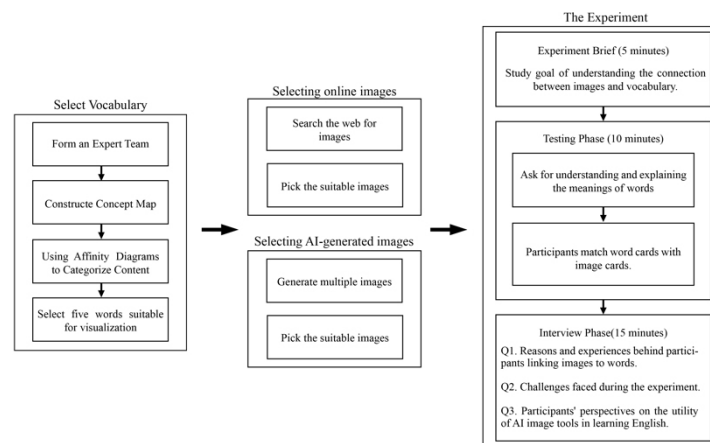 Select Vocabulary
Form an Expert Team
Constructe Concept Map
Using Affinity Diagrams
to Categorize Content
Select five words suitable
for visualization
Selecting online images
Search the web for
images
Pick the suitable images
Selecting AI-generated images
Generate multiple images
Pick the suitable images
The Experiment
Experiment Brief (5 minutes)
Study goal of understanding the connection
between images and vocabulary.
Testing Phase (10 minutes)
Ask for understanding and explaining
the meanings of words
Participants match word cards with
image cards.
Interview Phase(15 minutes)
Q1. Reasons and experiences behind partici-
pants linking images to words.
Q2. Challenges faced during the experiment.
Q3. Participants' perspectives on the utility
of AI image tools in learning English.